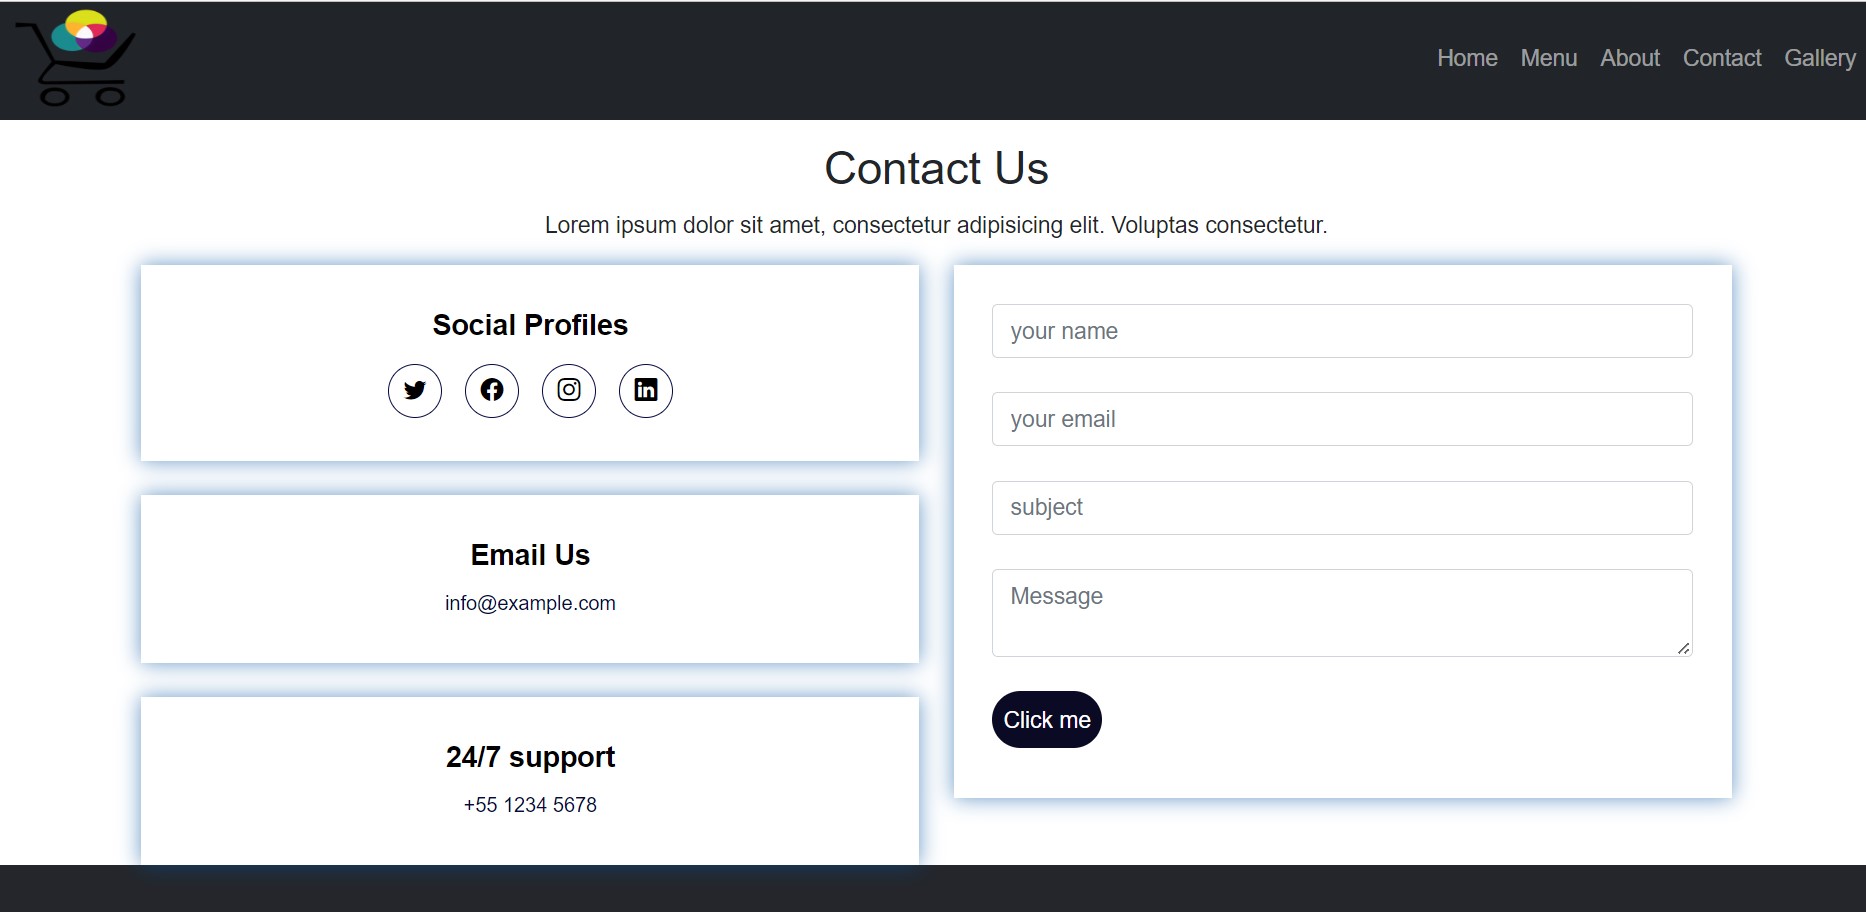 Home Menu About Contact Gallery
Contact Us
Lorem ipsum dolor sit amet, consectetur adipisicing elit. Voluptas consectetur.
Social Profiles
Email Us
info@example.com
24/7 support
+55 1234 5678
your name
your email
subject
Message
Click me